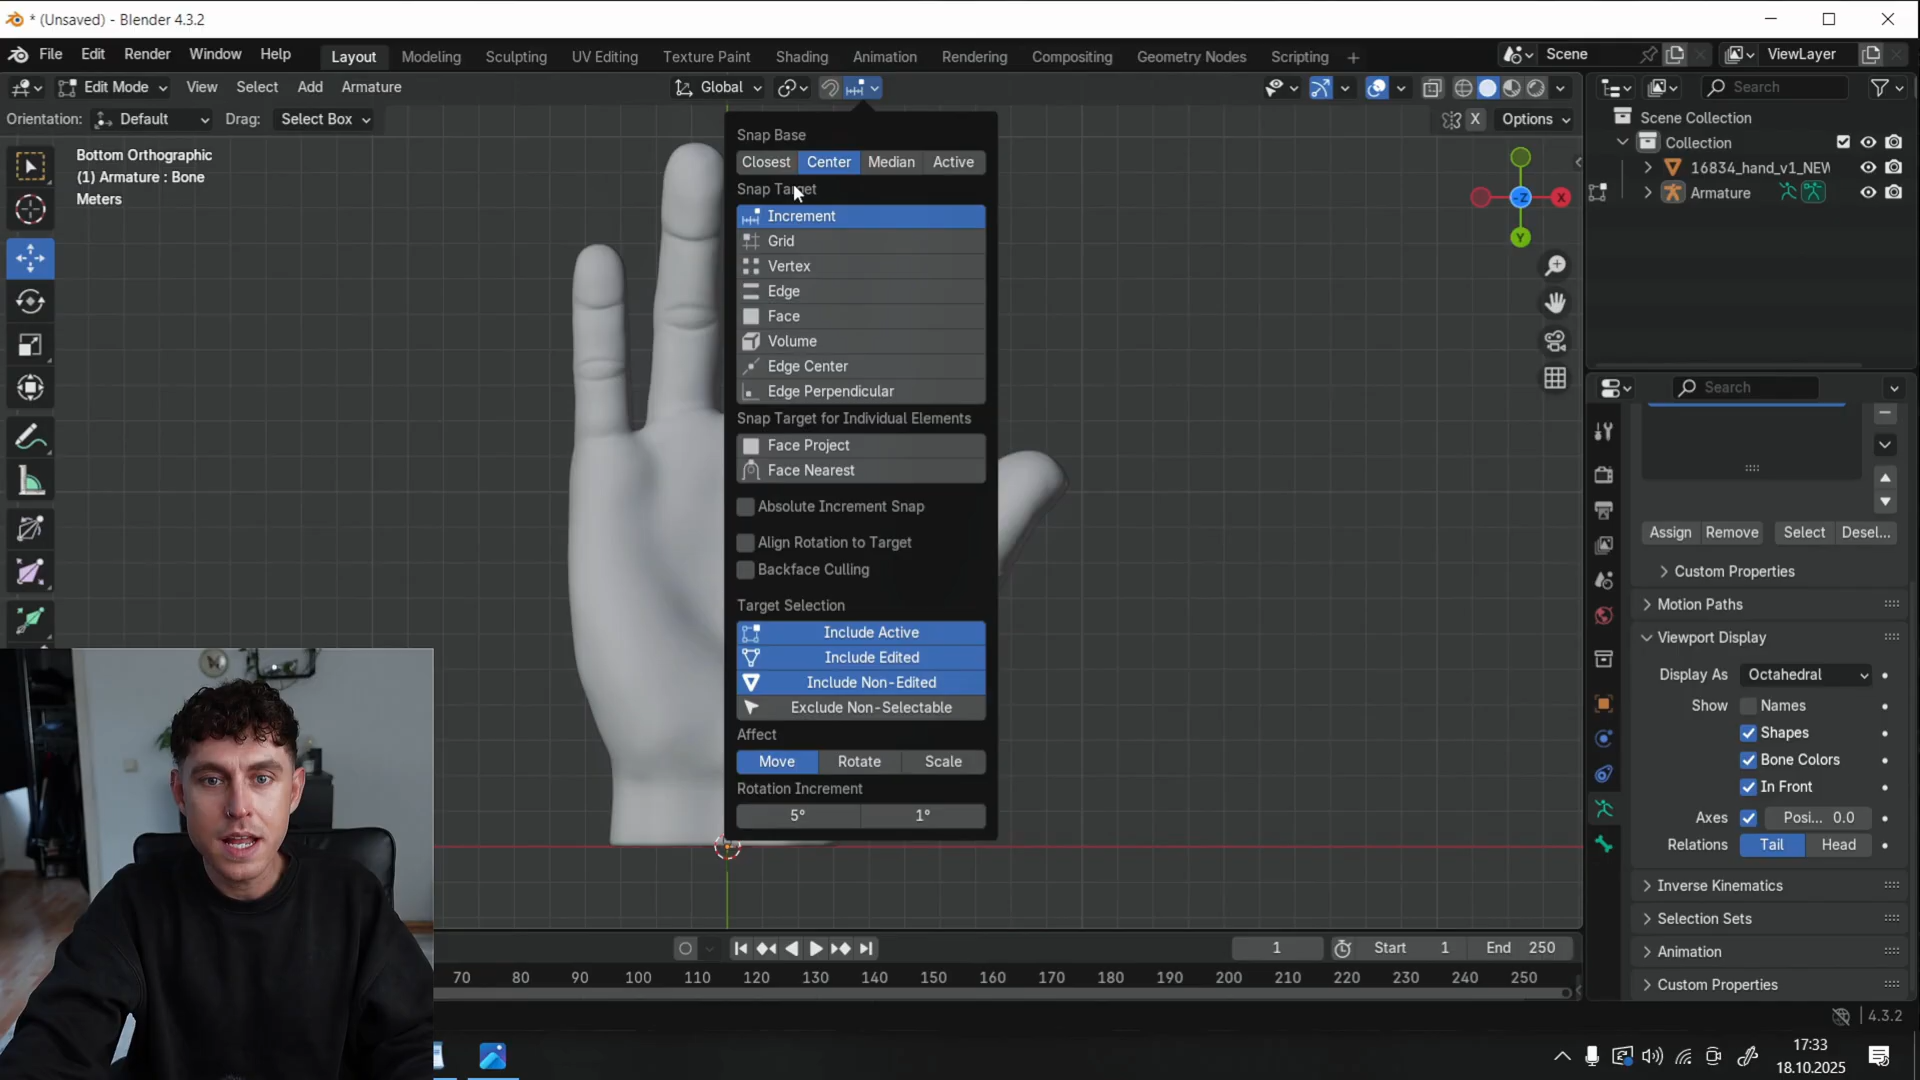 * (Unsaved) - Blender 4.3.2
File Edit Render Window Help
Layout Modeling Sculpting UV Editing Texture Paint Shading Animation Rendering Compositing Geometry Nodes Scripting +
Scene
ViewLayer
Edit Mode View Select Add Armature
Global
Search
Orientation: Default Drag: Select Box
X Options
Bottom Orthographic
(1) Armature : Bone
Meters
Snap Base
Closest Center Median Active
Snap Target
Increment
Grid
Vertex
Edge
Face
Volume
Edge Center
Edge Perpendicular
Snap Target for Individual Elements
Face Project
Face Nearest
Absolute Increment Snap
Align Rotation to Target
Backface Culling
Target Selection
Include Active
Include Edited
Include Non-Edited
Exclude Non-Selectable
Affect
Move Rotate Scale
Rotation Increment
5° 1°
-Z X
Y
Scene Collection
Collection
16834_hand_v1_NEW
Armature
Search
Assign Remove Select Desel...
Custom Properties
Motion Paths
Viewport Display
Display As Octahedral
Show Names
Shapes
Bone Colors
In Front
Axes Posi... 0.0
Relations Tail Head
Inverse Kinematics
Selection Sets
Animation
Custom Properties
1 Start 1 End 250
70 80 90 100 110 120 130 140 150 160 170 180 190 200 210 220 230 240 250
4.3.2
17:33
18.10.2025